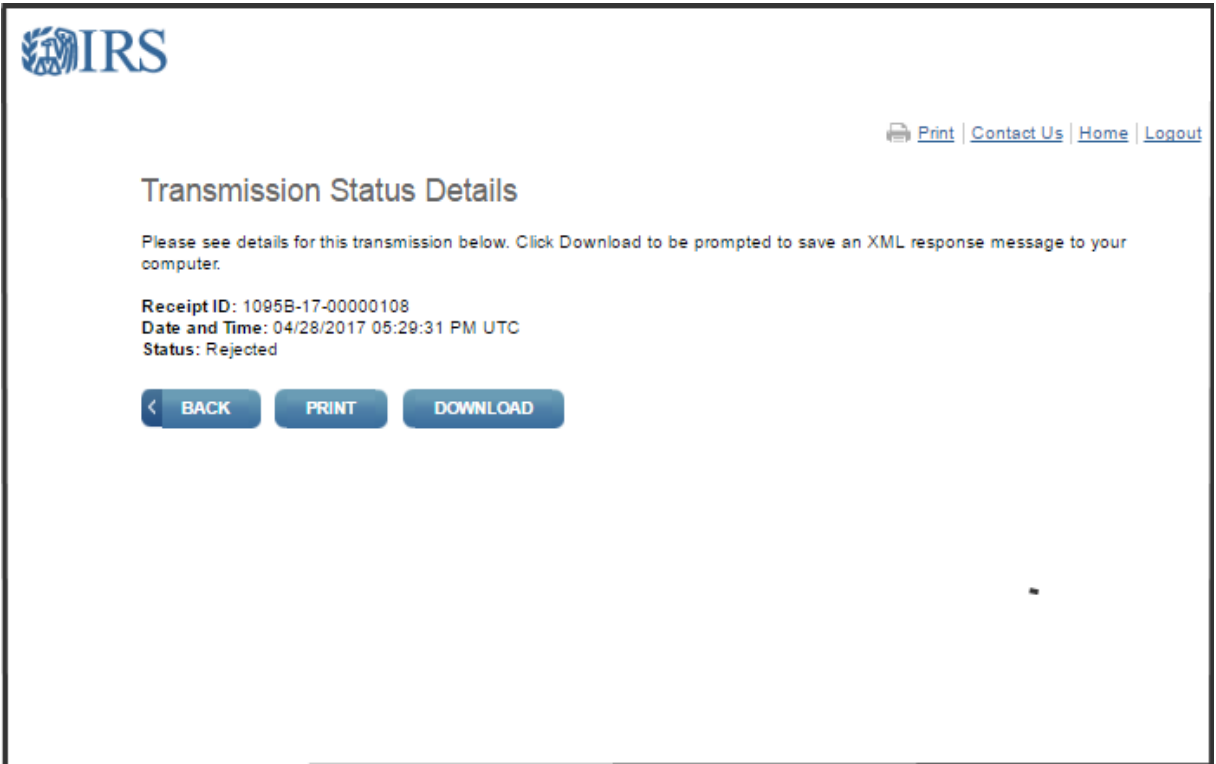 IRS
Print | Contact Us | Home | Logout
Transmission Status Details
Please see details for this transmission below. Click Download to be prompted to save an XML response message to your
computer.
Receipt ID: 1095B-17-00000108
Date and Time: 04/28/2017 05:29:31 PM UTC
Status: Rejected
BACK PRINT DOWNLOAD